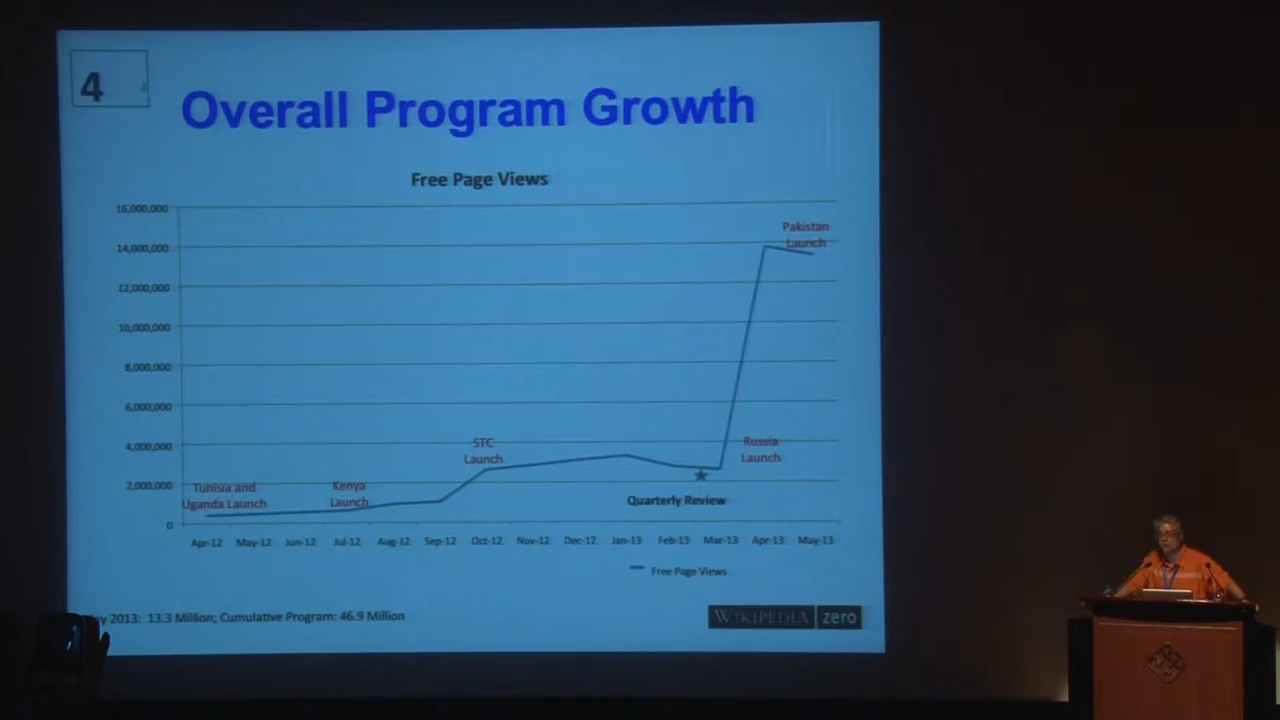 4
Overall Program Growth
Free Page Views
16,000,000
14,000,000
12,000,000
10,000,000
8,000,000
6,000,000
4,000,000
2,000,000
0
Tunisia and
Uganda Launch
Kenya
Launch
STC
Launch
Quarterly Review
Russia
Launch
Pakistan
Launch
Apr-12 May-12 Jun-12 Jul-12 Aug-12 Sep-12 Oct-12 Nov-12 Dec-12 Jan-13 Feb-13 Mar-13 Apr-13 May-13
Free Page Views
2013: 13.3 Million; Cumulative Program: 46.9 Million
WIKIPEDIA zero